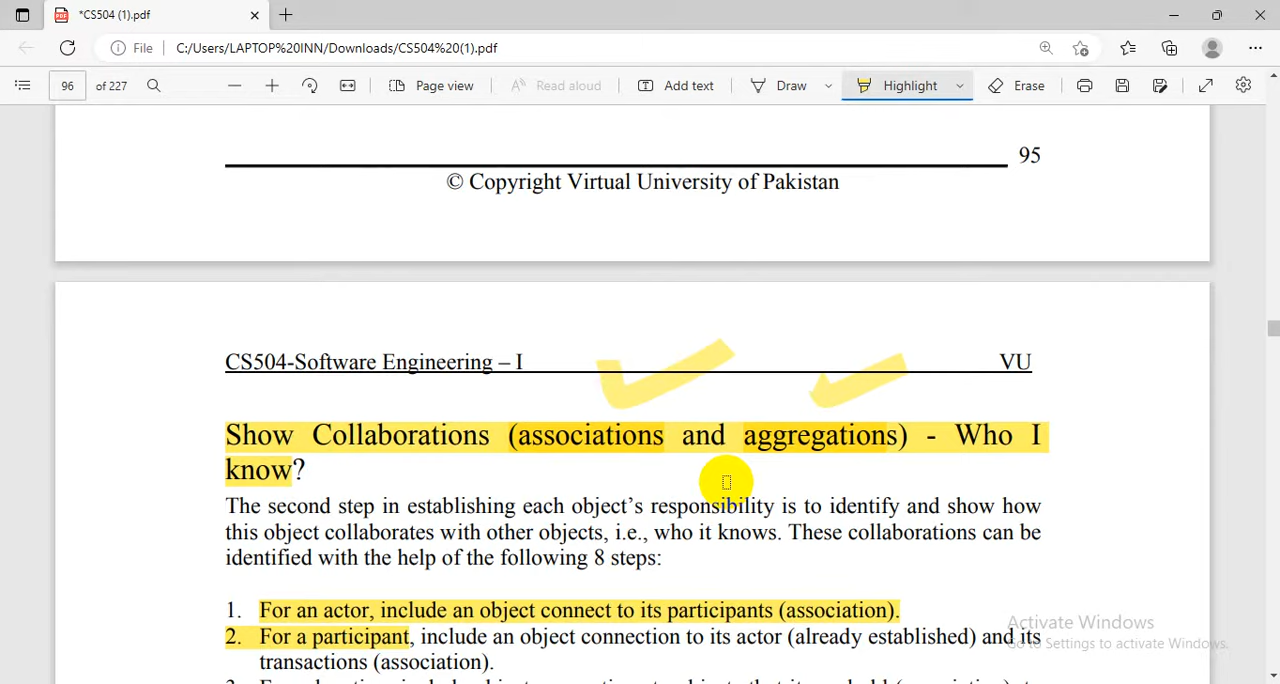 *CS504 (1).pdf
File
C:/Users/LAPTOP%20INN/Downloads/CS504%20(1).pdf
96 of 227
Page view
Read aloud
Add text
Draw
Highlight
Erase
95
© Copyright Virtual University of Pakistan
CS504-Software Engineering – I VU
Show Collaborations (associations and aggregations) - Who I
know?
The second step in establishing each object’s responsibility is to identify and show how
this object collaborates with other objects, i.e., who it knows. These collaborations can be
identified with the help of the following 8 steps:
1. For an actor, include an object connect to its participants (association).
2. For a participant, include an object connection to its actor (already established) and its
transactions (association).
Activate Windows
Go to Settings to activate Windows.